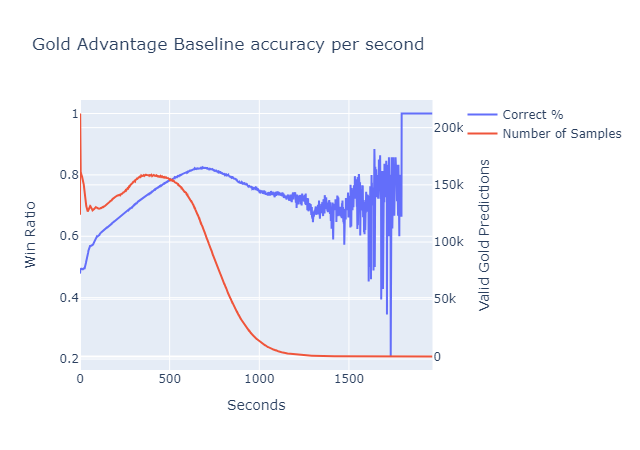 Gold Advantage Baseline accuracy per second
Correct %
Number of Samples
Win Ratio
1
0.8
0.6
0.4
0.2
200k
150k
100k
50k
0
Valid Gold Predictions
0
500
1000
1500
Seconds